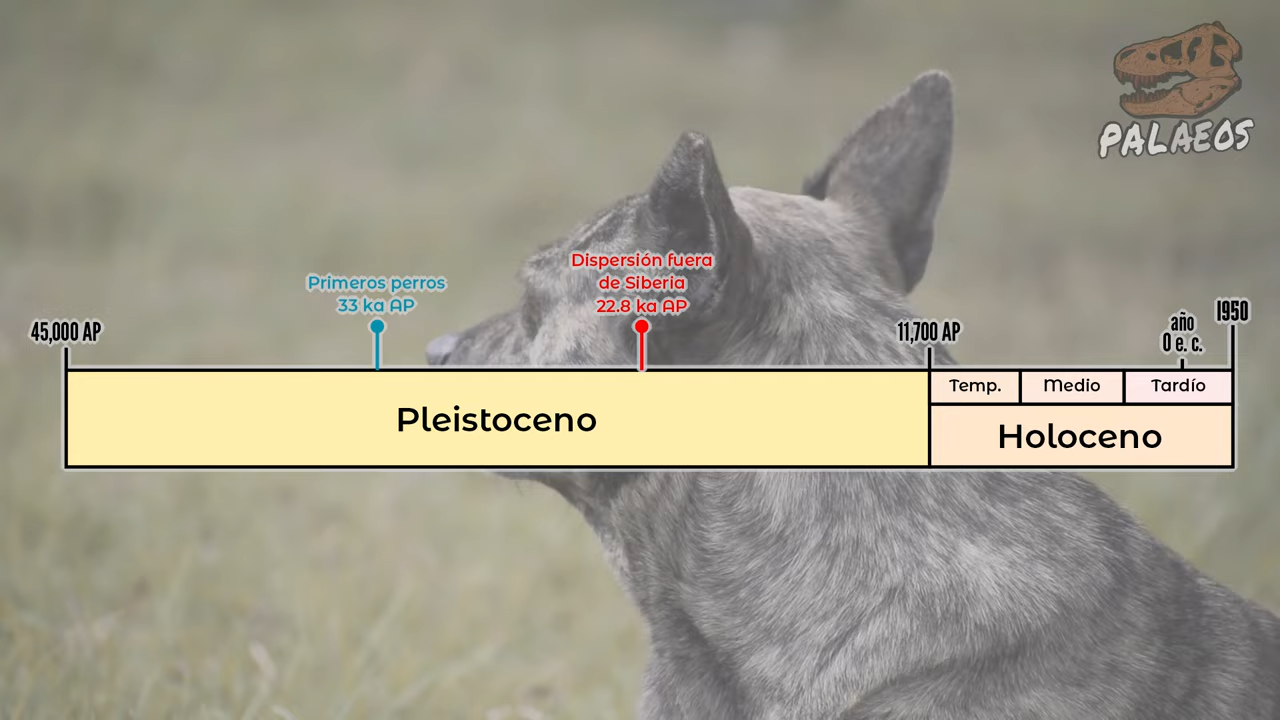 PALAEOS
Primeros perros
33 ka AP
Dispersión fuera
de Siberia
22.8 ka AP
45,000 AP
11,700 AP
año
0 e. c.
1950
Temp.
Medio
Tardío
Pleistoceno
Holoceno